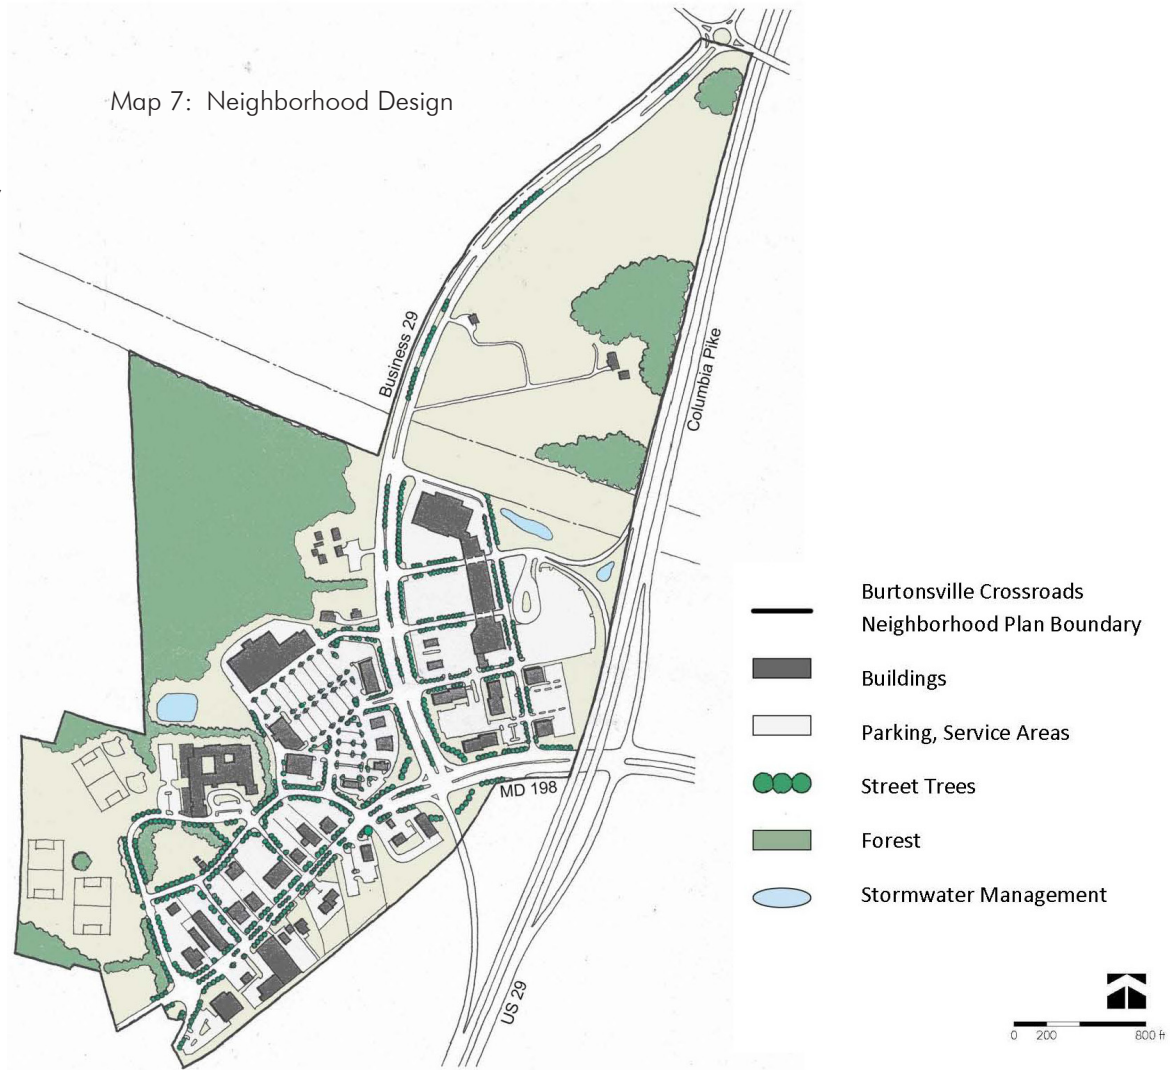 Map 7: Neighborhood Design
Business 29
Columbia Pike
MD 198
US 29
Burtonsville Crossroads
Neighborhood Plan Boundary
Buildings
Parking, Service Areas
Street Trees
Forest
Stormwater Management
0 200 800 ft